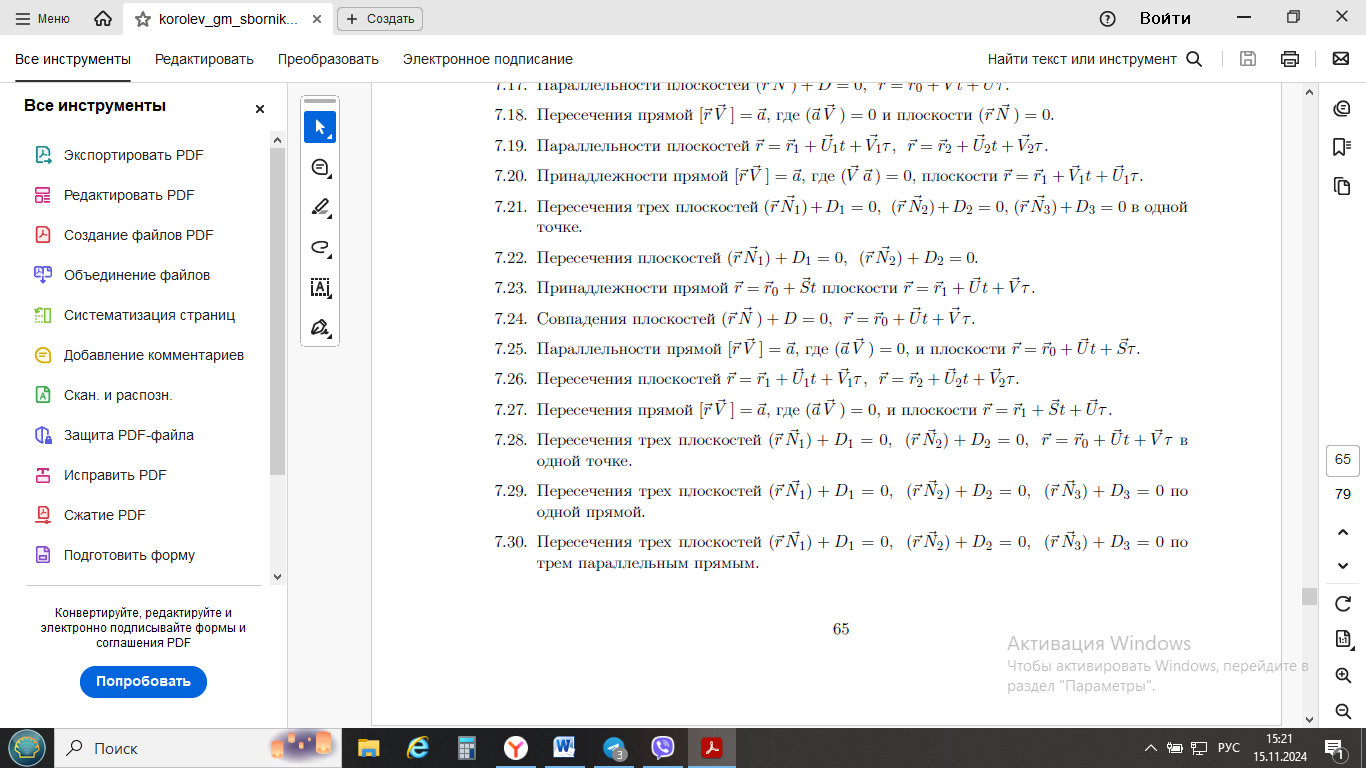 Меню
korolev_gm_sbornik...
Создать
Войти
Все инструменты Редактировать Преобразовать Электронное подписание
Найти текст или инструмент
Все инструменты
Экспортировать PDF
Редактировать PDF
Создание файлов PDF
Объединение файлов
Систематизация страниц
Добавление комментариев
Скан. и распозн.
Защита PDF-файла
Исправить PDF
Сжатие PDF
Подготовить форму
Конвертируйте, редактируйте и
электронно подписывайте формы и
соглашения PDF
Попробовать
7.17. Параллельности плоскостей (r⃗ N⃗) + D = 0, r⃗ = r⃗₀ + V⃗t + U⃗τ.
7.18. Пересечения прямой [r⃗ V⃗] = a⃗, где (a⃗ V⃗) = 0 и плоскости (r⃗ N⃗) = 0.
7.19. Параллельности плоскостей r⃗ = r⃗₁ + U⃗₁t + V⃗₁τ, r⃗ = r⃗₂ + U⃗₂t + V⃗₂τ.
7.20. Принадлежности прямой [r⃗ V⃗] = a⃗, где (V⃗ a⃗) = 0, плоскости r⃗ = r⃗₁ + V⃗₁t + U⃗₁τ.
7.21. Пересечения трех плоскостей (r⃗ N⃗₁) + D₁ = 0, (r⃗ N⃗₂) + D₂ = 0, (r⃗ N⃗₃) + D₃ = 0 в одной
точке.
7.22. Пересечения плоскостей (r⃗ N⃗₁) + D₁ = 0, (r⃗ N⃗₂) + D₂ = 0.
7.23. Принадлежности прямой r⃗ = r⃗₀ + S⃗t плоскости r⃗ = r⃗₁ + U⃗t + V⃗τ.
7.24. Совпадения плоскостей (r⃗ N⃗) + D = 0, r⃗ = r⃗₀ + U⃗t + V⃗τ.
7.25. Параллельности прямой [r⃗ V⃗] = a⃗, где (a⃗ V⃗) = 0, и плоскости r⃗ = r⃗₀ + U⃗t + S⃗τ.
7.26. Пересечения плоскостей r⃗ = r⃗₁ + U⃗₁t + V⃗₁τ, r⃗ = r⃗₂ + U⃗₂t + V⃗₂τ.
7.27. Пересечения прямой [r⃗ V⃗] = a⃗, где (a⃗ V⃗) = 0, и плоскости r⃗ = r⃗₁ + S⃗t + U⃗τ.
7.28. Пересечения трех плоскостей (r⃗ N⃗₁) + D₁ = 0, (r⃗ N⃗₂) + D₂ = 0, r⃗ = r⃗₀ + U⃗t + V⃗τ в
одной точке.
7.29. Пересечения трех плоскостей (r⃗ N⃗₁) + D₁ = 0, (r⃗ N⃗₂) + D₂ = 0, (r⃗ N⃗₃) + D₃ = 0 по
одной прямой.
7.30. Пересечения трех плоскостей (r⃗ N⃗₁) + D₁ = 0, (r⃗ N⃗₂) + D₂ = 0, (r⃗ N⃗₃) + D₃ = 0 по
трем параллельным прямым.
65
65
79
1:1
Активация Windows
Чтобы активировать Windows, перейдите в
раздел "Параметры".
Поиск
3
РУС
15:21
15.11.2024
1